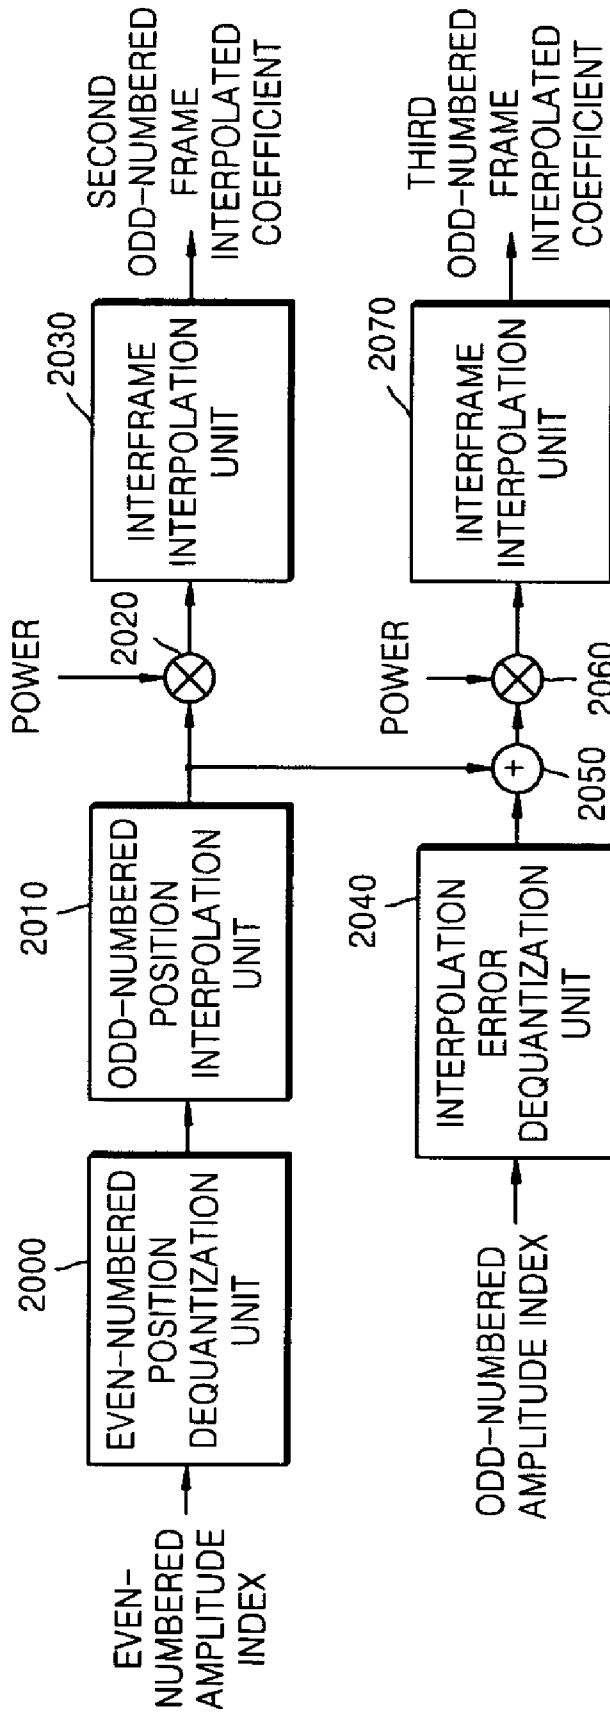 EVEN-
NUMBERED
AMPLITUDE
INDEX
2000
EVEN-NUMBERED
POSITION
DEQUANTIZATION
UNIT
2010
ODD-NUMBERED
POSITION
INTERPOLATION
UNIT
POWER
2020
2030
INTERFRAME
INTERPOLATION
UNIT
SECOND
ODD-NUMBERED
FRAME
INTERPOLATED
COEFFICIENT
ODD-NUMBERED
AMPLITUDE INDEX
2040
INTERPOLATION
ERROR
DEQUANTIZATION
UNIT
+
2050
POWER
2060
2070
INTERFRAME
INTERPOLATION
UNIT
THIRD
ODD-NUMBERED
FRAME
INTERPOLATED
COEFFICIENT